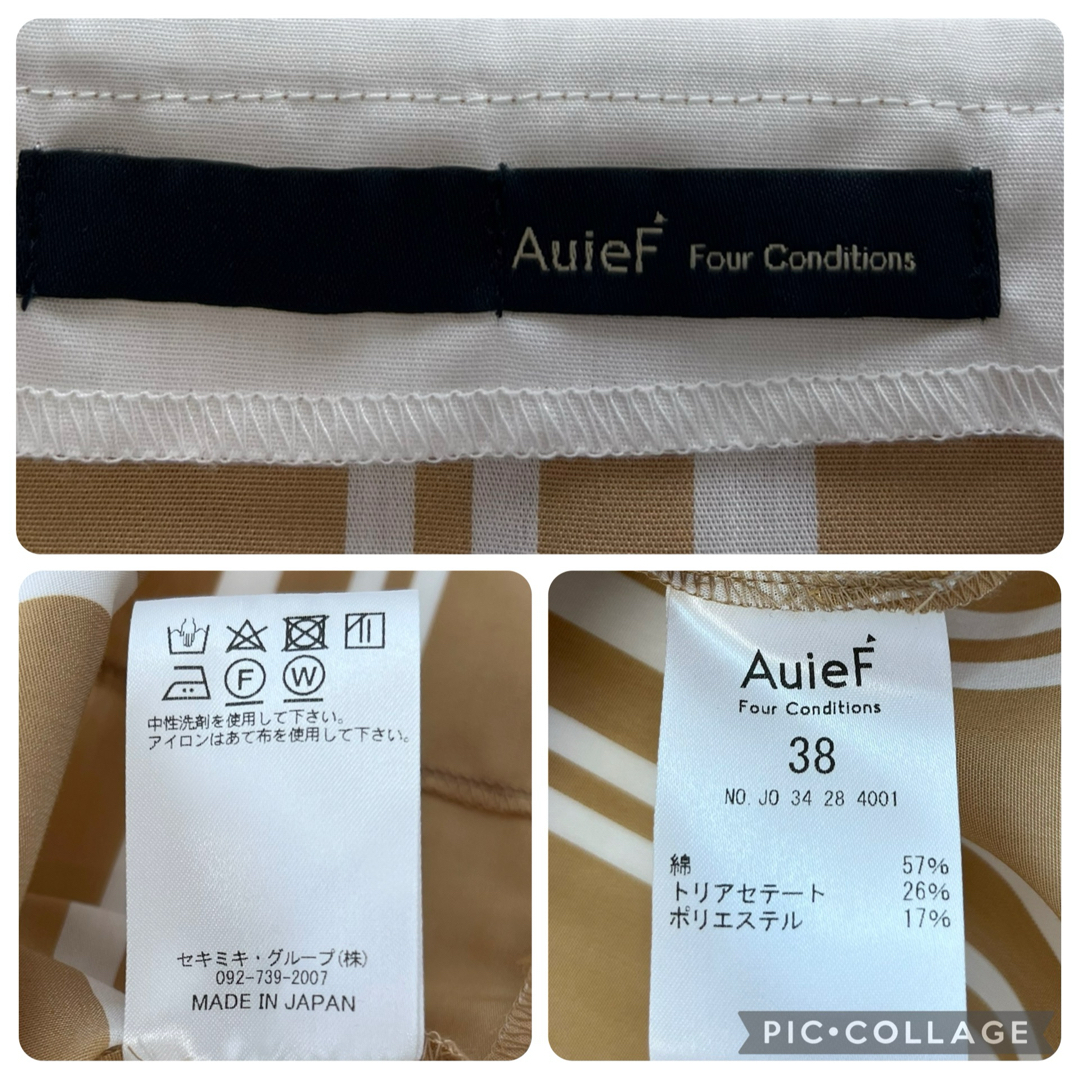 AuieF Four Conditions
F W
中性洗剤を使用して下さい。
アイロンはあて布を使用して下さい。
セキミキ・グループ(株)
092-739-2007
MADE IN JAPAN
AuieF
Four Conditions
38
NO. JO 34 28 4001
綿 57%
トリアセテート 26%
ポリエステル 17%
PIC•COLLAGE